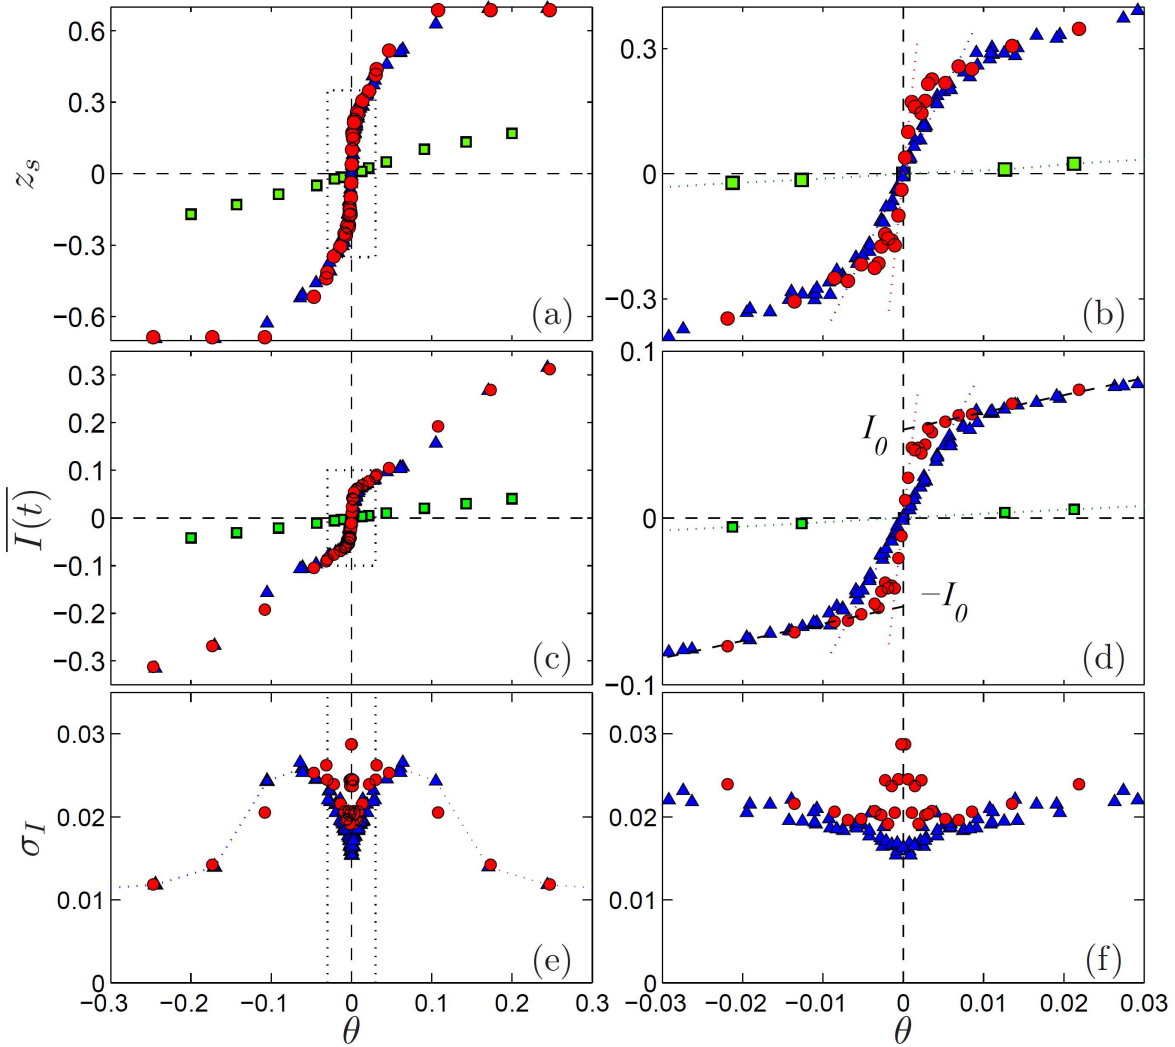 0.6
0.3
0
−0.3
−0.6
z_s
(a)
0.3
0
−0.3
(b)
0.3
0.2
0.1
0
−0.1
−0.2
−0.3
\overline{I(t)}
(c)
0.1
0
−0.1
I_0
−I_0
(d)
0.03
0.02
0.01
0
σ_I
(e)
−0.3 −0.2 −0.1 0 0.1 0.2 0.3
θ
0.03
0.02
0.01
0
(f)
−0.03 −0.02 −0.01 0 0.01 0.02 0.03
θ